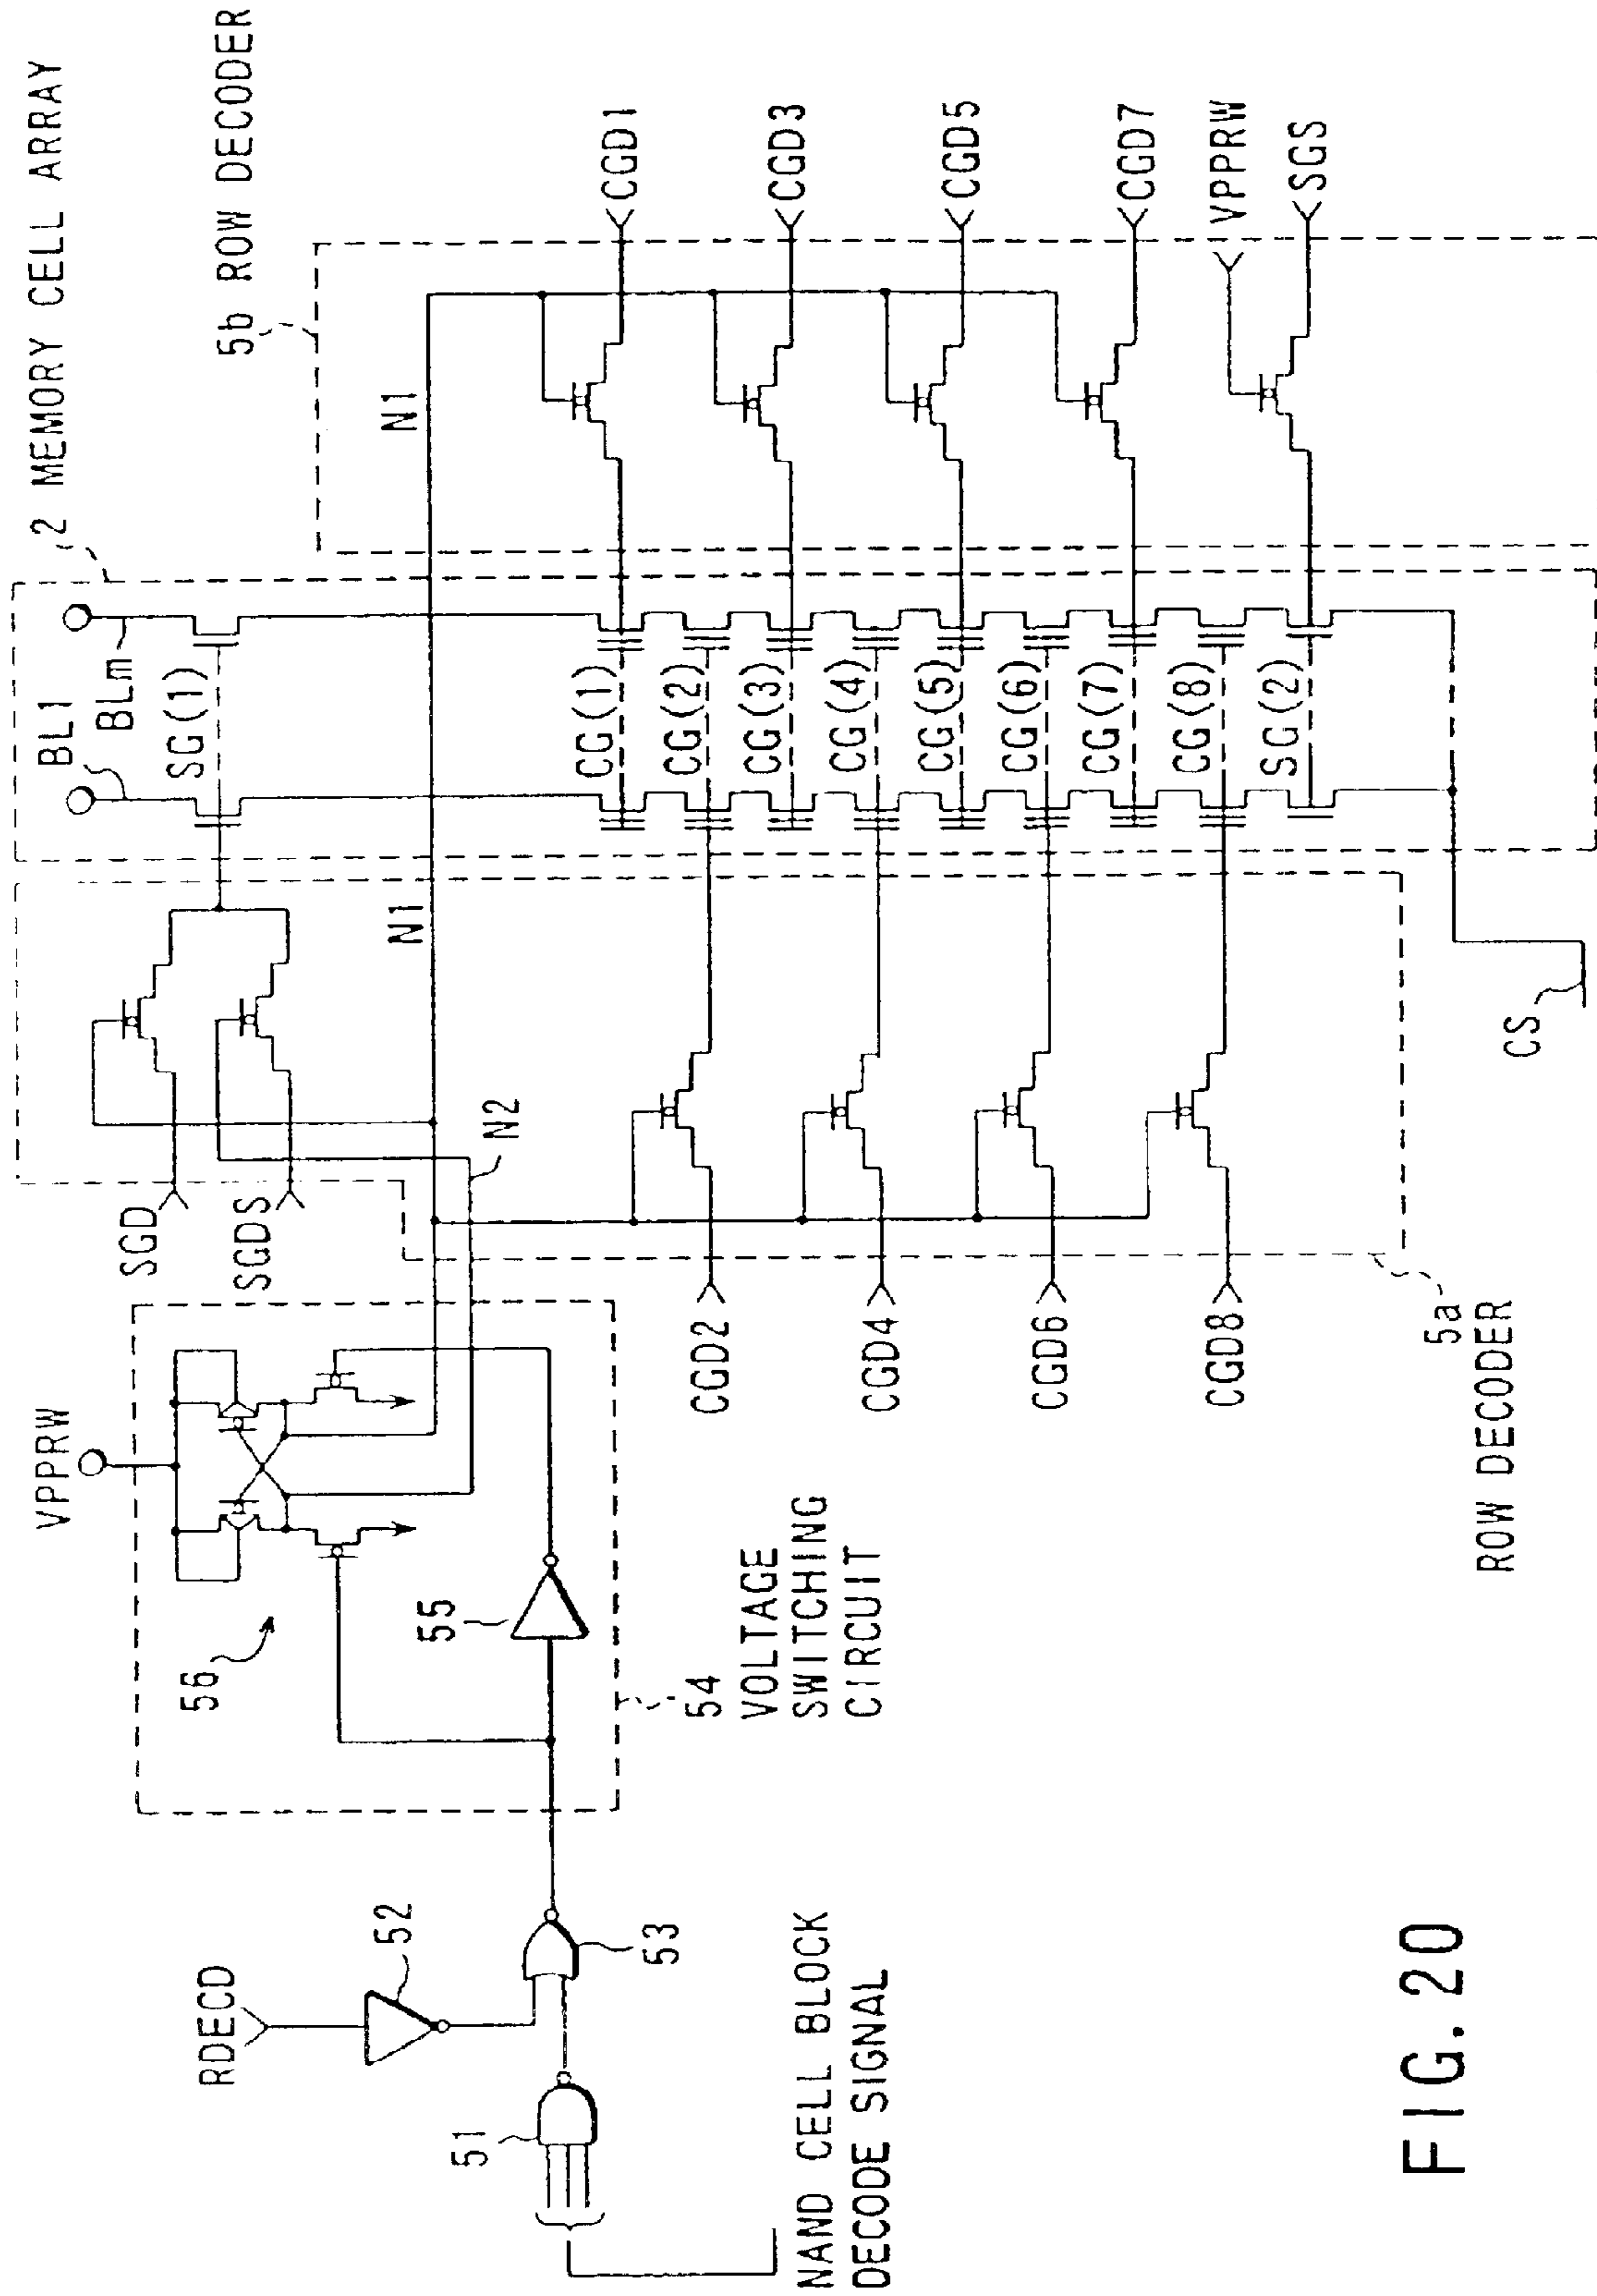 2 MEMORY CELL ARRAY
5b ROW DECODER
BL1
BLm
SG(1)
N1
N1
CGD1
CGD3
CGD5
CGD7
VPPRW
SGS
CG(1)
CG(2)
CG(3)
CG(4)
CG(5)
CG(6)
CG(7)
CG(8)
SG(2)
CS
SGD
SGDS
N2
CGD2
CGD4
CGD6
CGD8
5a
ROW DECODER
VPPRW
56
55
54
VOLTAGE
SWITCHING
CIRCUIT
RDECD
52
53
51
NAND CELL BLOCK
DECODE SIGNAL
FIG. 20